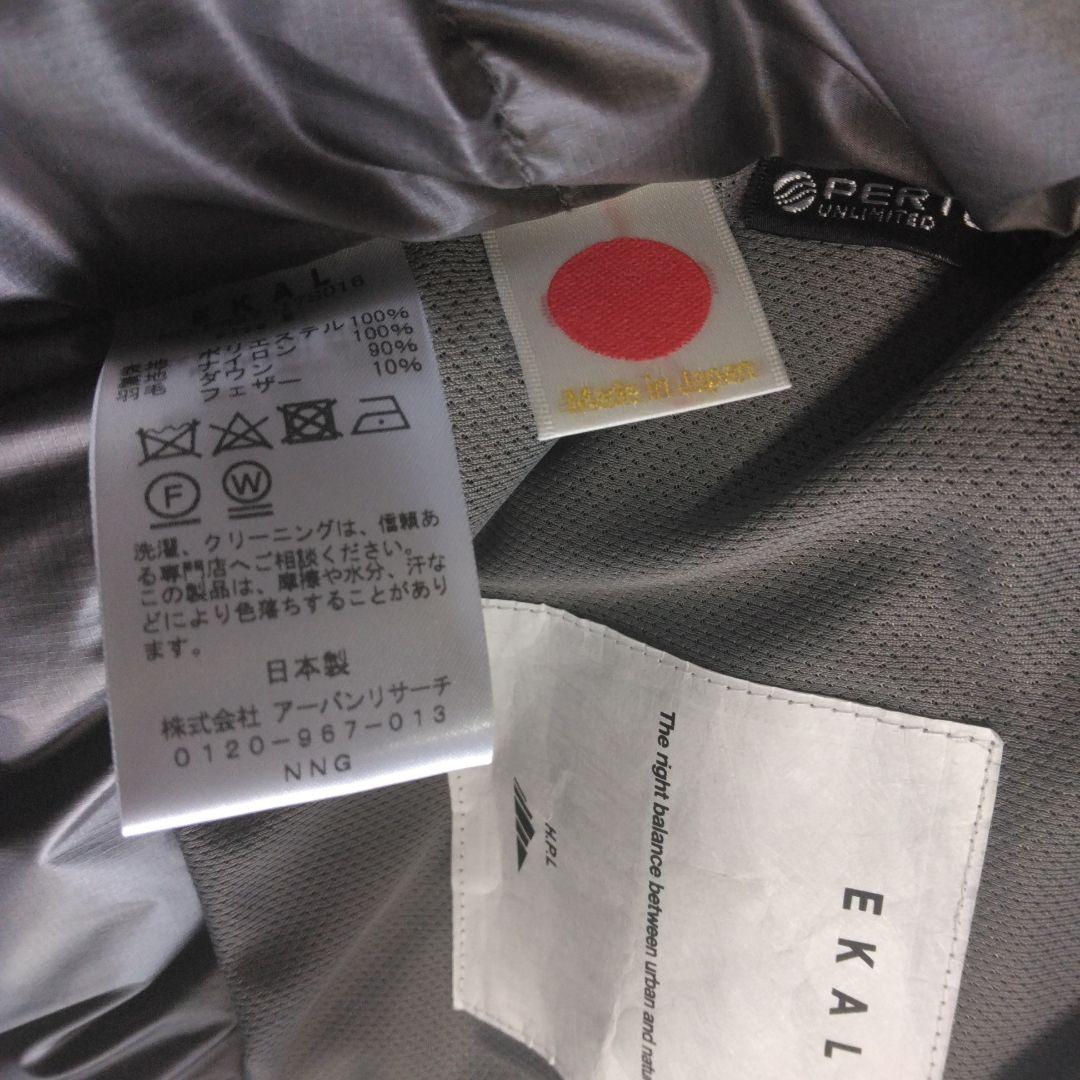 EKAL
ポリエステル 100%
ナイロン 100%
羽毛 ダウン 90%
フェザー 10%
F W
洗濯、クリーニングは、信頼あ
る専門店へご相談ください。
この製品は、摩擦や水分、汗な
どにより色落ちすることがあり
ます。
日本製
株式会社 アーバンリサーチ
0120-967-013
NNG
Made in Japan
PERT
UNLIMITED
EKAL
The right balance between urban and natu
H.P.L